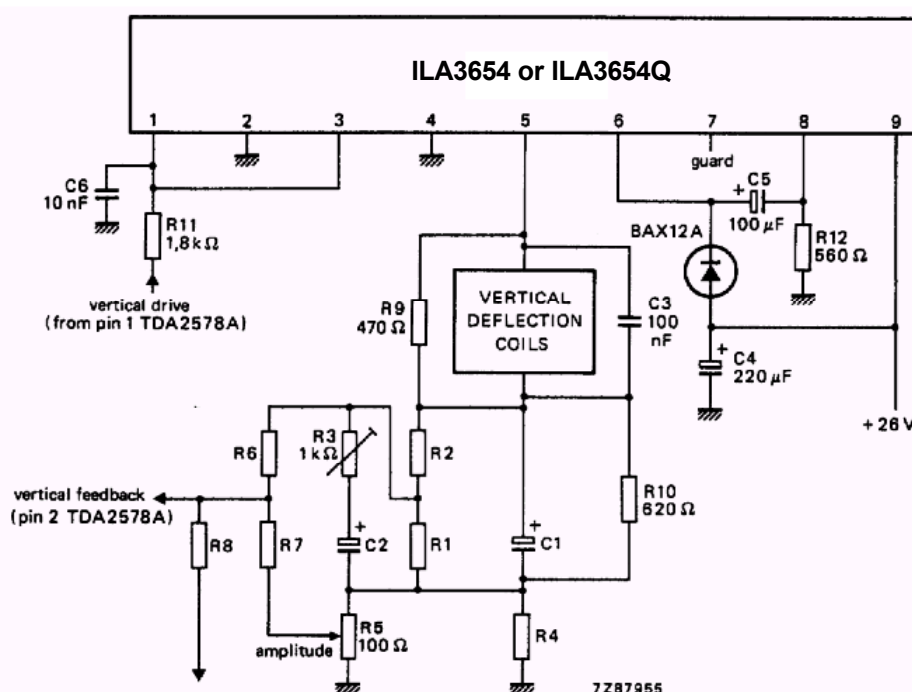 ILA3654 or ILA3654Q
1 2 3 4 5 6 7 8 9
guard
C6
10 nF
R11
1,8 kΩ
vertical drive
(from pin 1 TDA2578A)
+ C5
100 µF
BAX12A
R12
560 Ω
R9
470 Ω
VERTICAL
DEFLECTION
COILS
C3
100
nF
+
C4
220 µF
+ 26 V
R6
R3
1 kΩ
R2
R10
620 Ω
vertical feedback
(pin 2 TDA2578A)
R8
R7
+
C2
R1
+
C1
R5
100 Ω
amplitude
R4
7Z87955